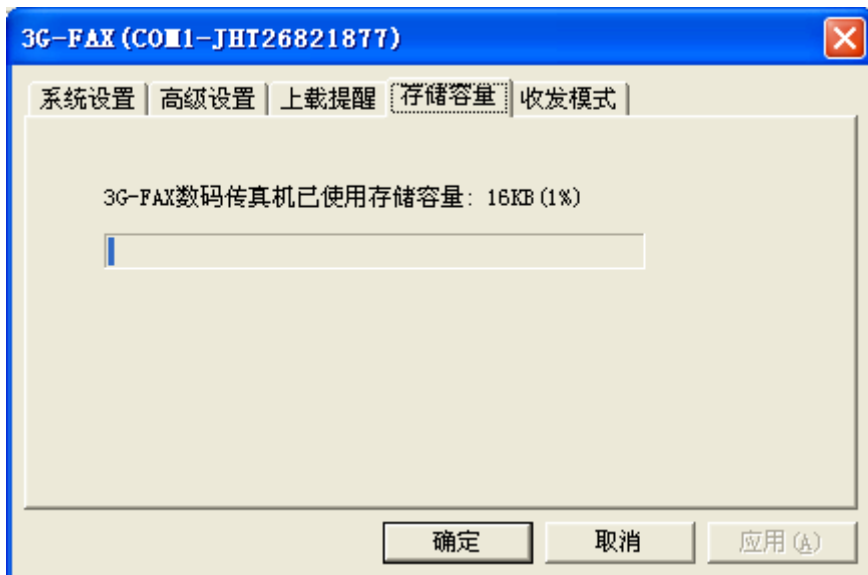 3G-FAX(COM1-JHT26821877)
系统设置 高级设置 上载提醒 存储容量 收发模式
3G-FAX数码传真机已使用存储容量: 16KB(1%)
确定 取消 应用(A)